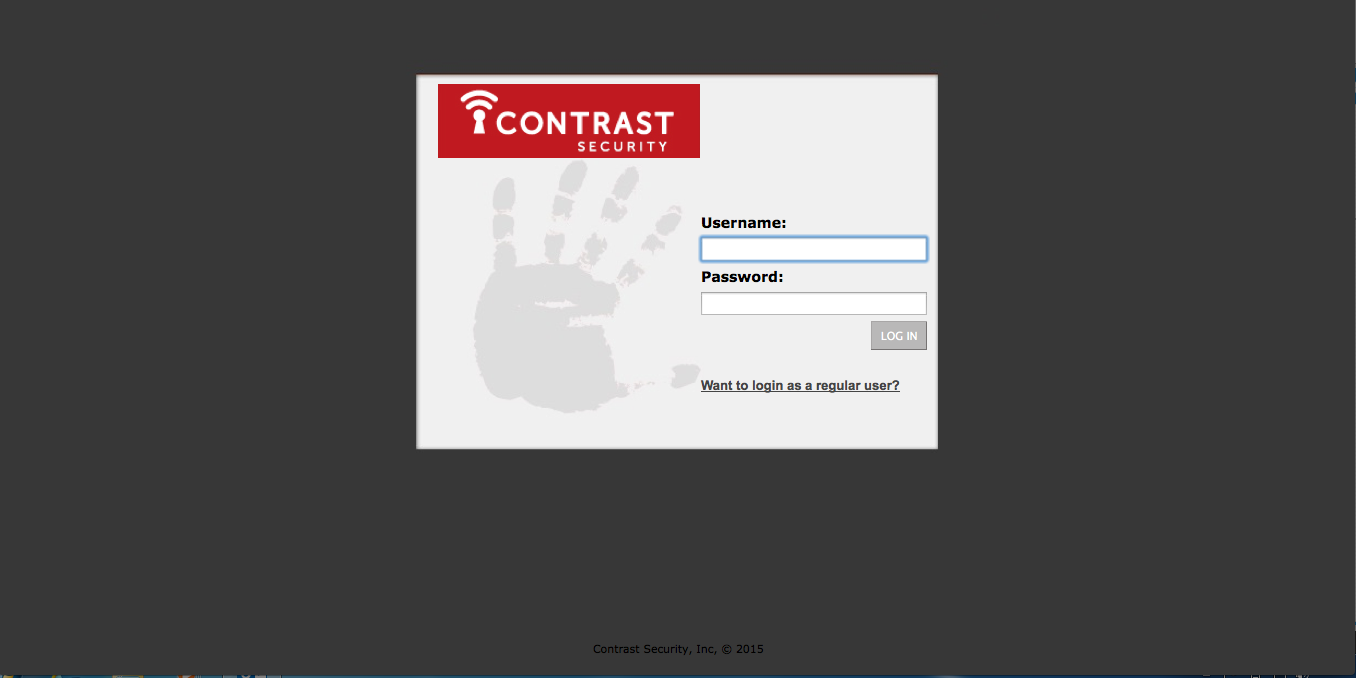 CONTRAST
SECURITY
Username:
Password:
LOG IN
Want to login as a regular user?
Contrast Security, Inc, © 2015